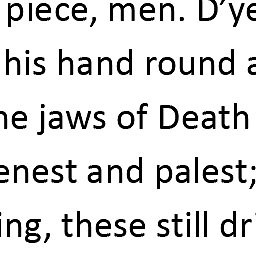 piece, men. D’ye
his hand round a
he jaws of Death
enest and palest;
ing, these still dr